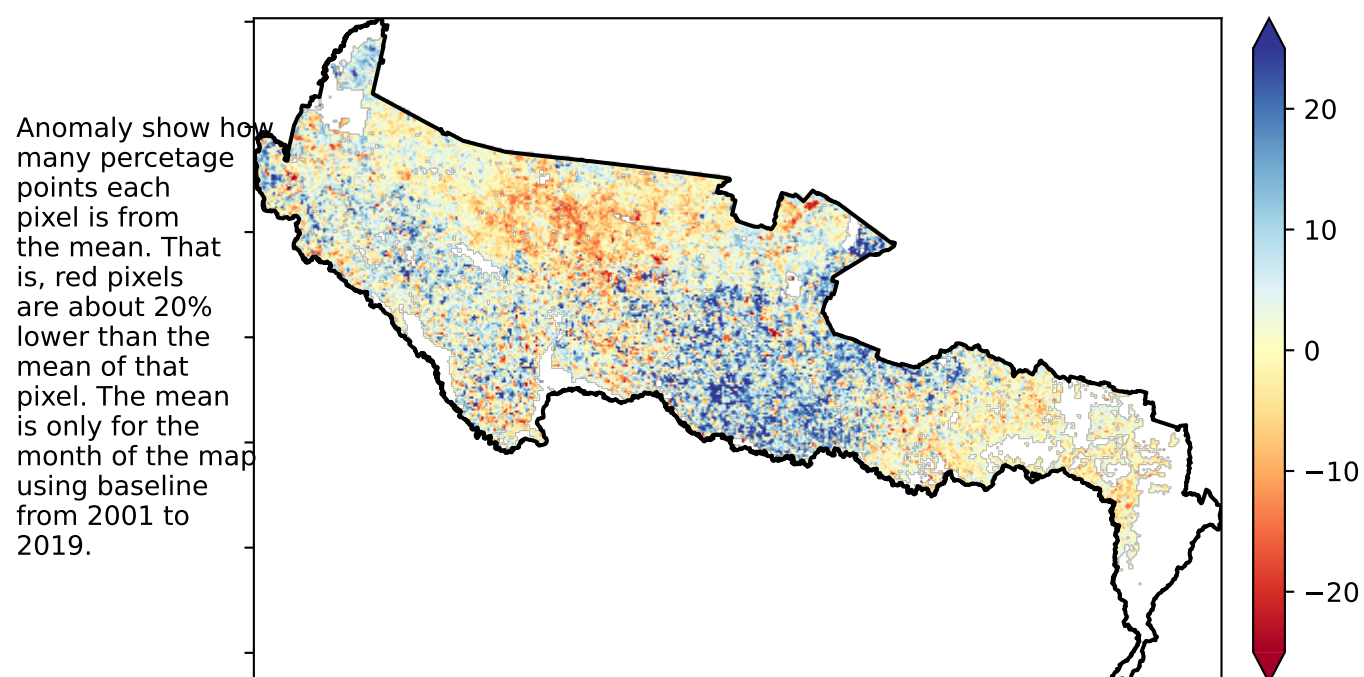 Anomaly show how
many percetage
points each
pixel is from
the mean. That
is, red pixels
are about 20%
lower than the
mean of that
pixel. The mean
is only for the
month of the map
using baseline
from 2001 to
2019.
20
10
0
−10
−20